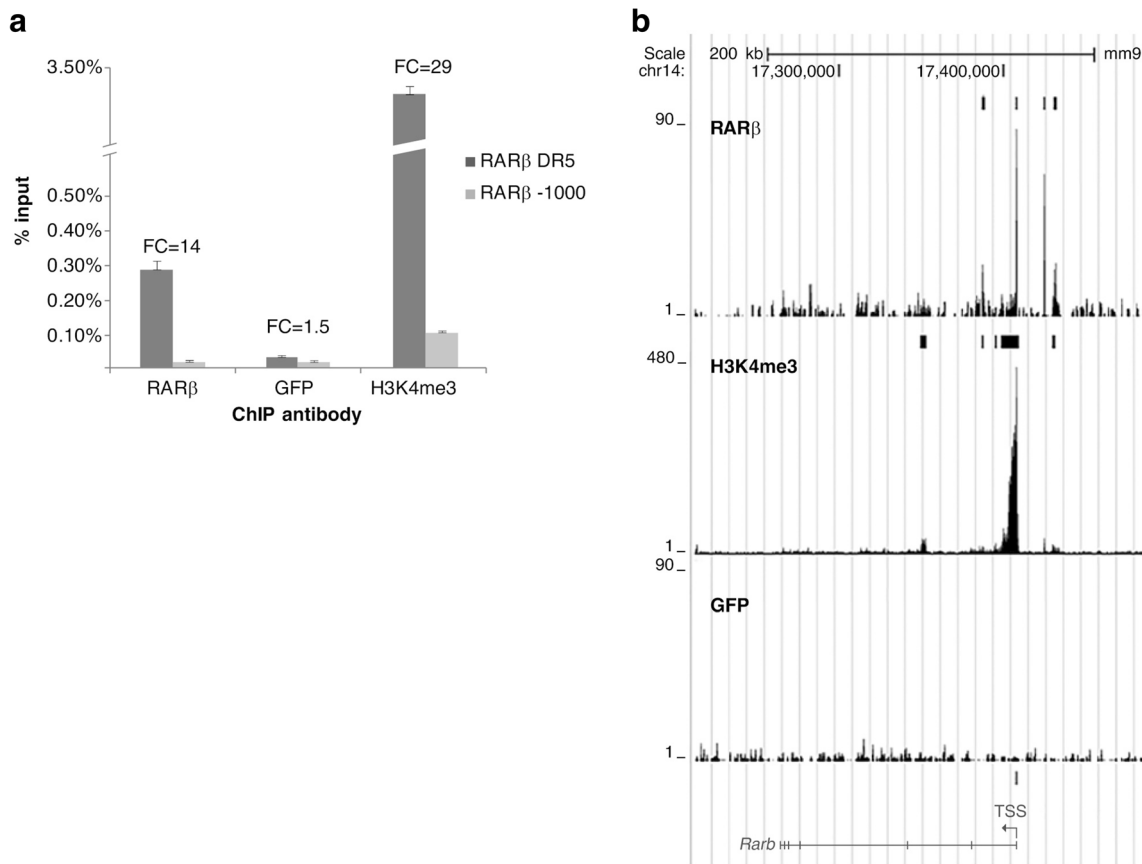 a
3.50%
0.50%
0.40%
0.30%
0.20%
0.10%
% input
FC=14
FC=1.5
FC=29
RARβ DR5
RARβ -1000
RARβ
GFP
H3K4me3
ChIP antibody
b
Scale 200 kb mm9
chr14: 17,300,000 17,400,000
90
RARβ
1
480
H3K4me3
1
90
GFP
1
TSS
Rarb